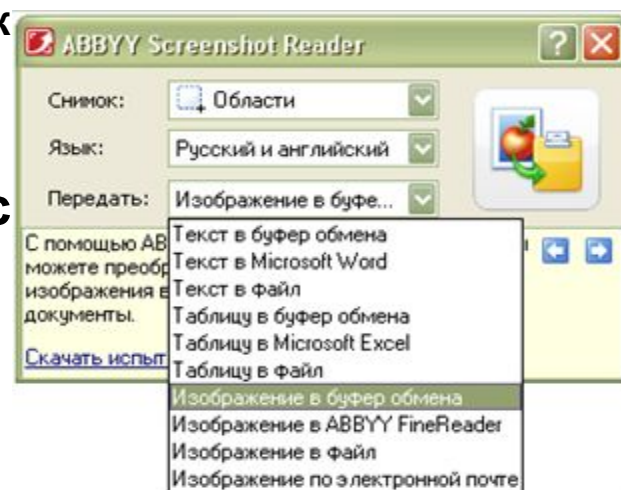 к
ABBYY Screenshot Reader
Снимок: Области
Язык: Русский и английский
Передать: Изображение в буфе...
с
Текст в буфер обмена
Текст в Microsoft Word
Текст в файл
Таблицу в буфер обмена
Таблицу в Microsoft Excel
Таблицу в файл
Изображение в буфер обмена
Изображение в ABBYY FineReader
Изображение в файл
Изображение по электронной почте
С помощью AB
можете преобр
изображения в
документы.
Скачать испыт